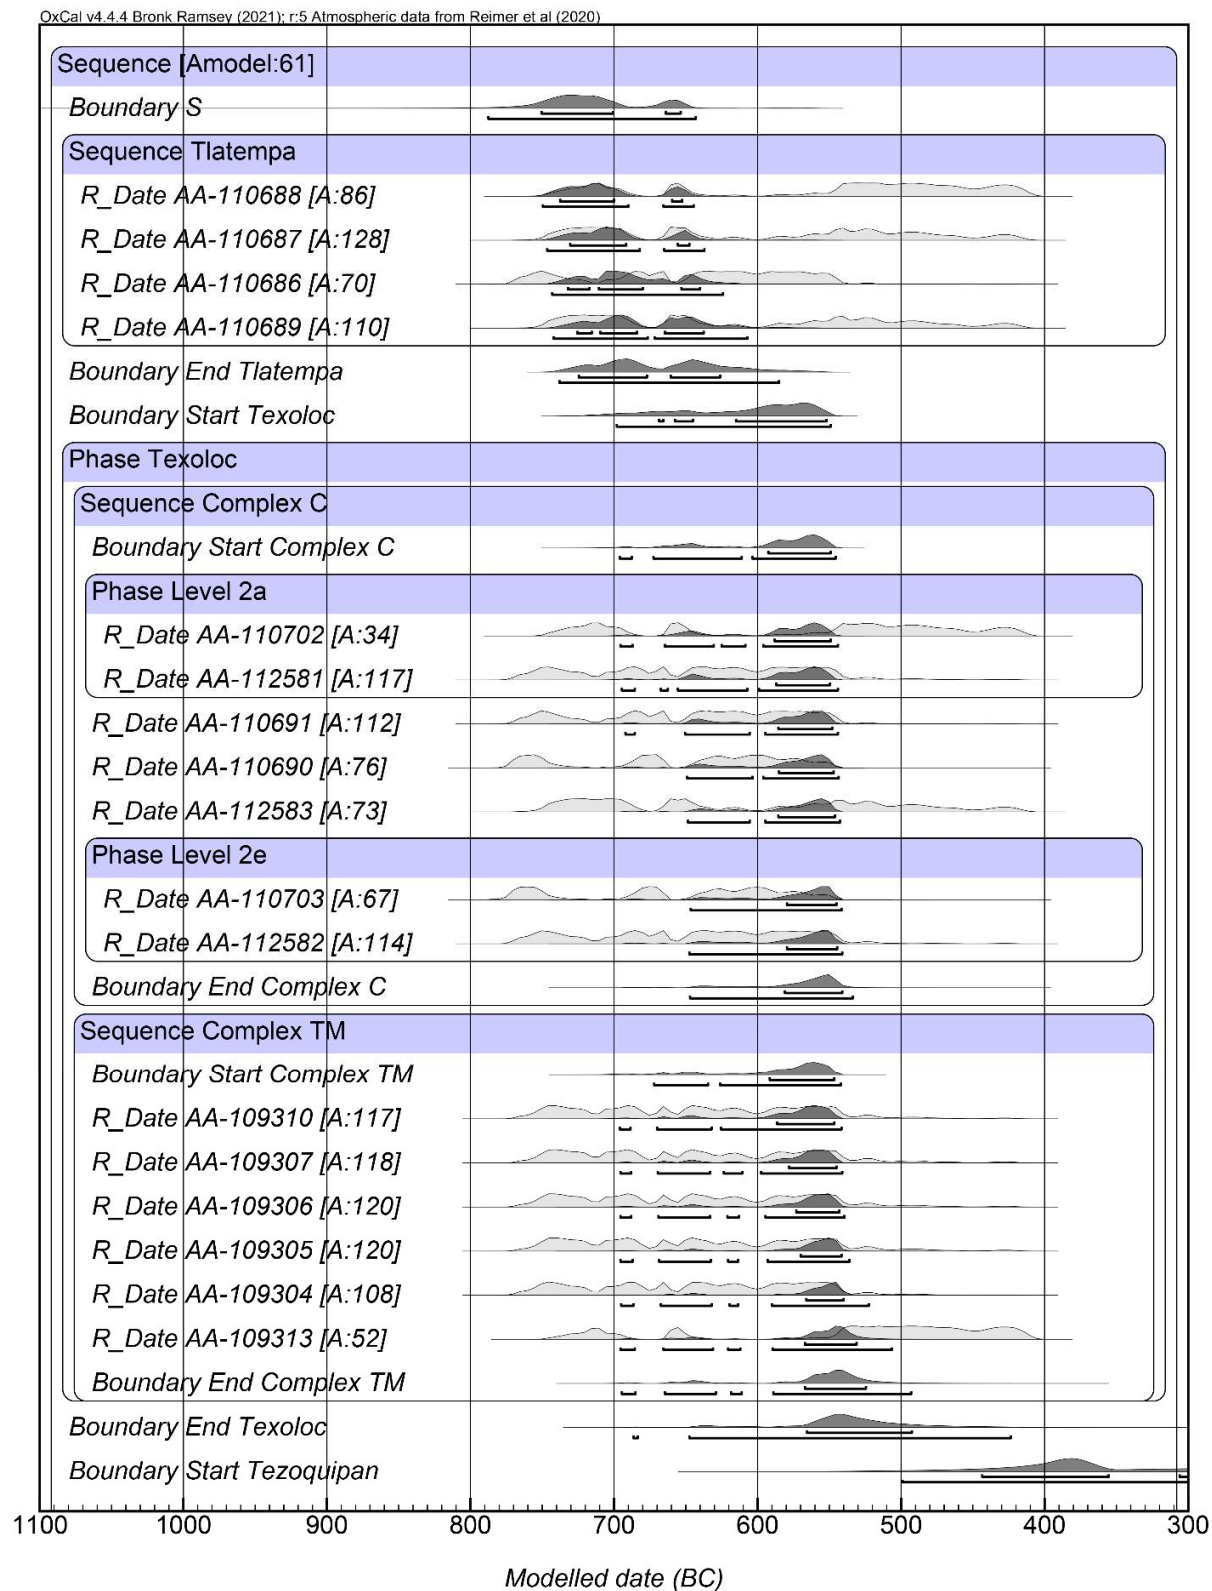 OxCal v4.4.4 Bronk Ramsey (2021); r:5 Atmospheric data from Reimer et al (2020)
Sequence [Amodel:61]
Boundary S
Sequence Tlatempa
R_Date AA-110688 [A:86]
R_Date AA-110687 [A:128]
R_Date AA-110686 [A:70]
R_Date AA-110689 [A:110]
Boundary End Tlatempa
Boundary Start Texoloc
Phase Texoloc
Sequence Complex C
Boundary Start Complex C
Phase Level 2a
R_Date AA-110702 [A:34]
R_Date AA-112581 [A:117]
R_Date AA-110691 [A:112]
R_Date AA-110690 [A:76]
R_Date AA-112583 [A:73]
Phase Level 2e
R_Date AA-110703 [A:67]
R_Date AA-112582 [A:114]
Boundary End Complex C
Sequence Complex TM
Boundary Start Complex TM
R_Date AA-109310 [A:117]
R_Date AA-109307 [A:118]
R_Date AA-109306 [A:120]
R_Date AA-109305 [A:120]
R_Date AA-109304 [A:108]
R_Date AA-109313 [A:52]
Boundary End Complex TM
Boundary End Texoloc
Boundary Start Tezoquipan
1100 1000 900 800 700 600 500 400 300
Modelled date (BC)